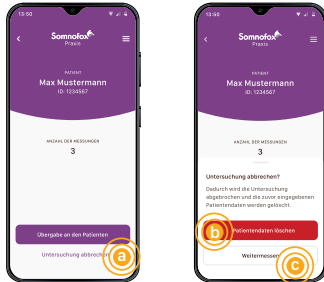 13:50
Somnofox
Praxis
PATIENT
Max Mustermann
ID: 1234567
ANZAHL DER MESSUNGEN
3
Übergabe an den Patienten
Untersuchung abbrechen
a
13:50
Somnofox
Praxis
PATIENT
Max Mustermann
ID: 1234567
ANZAHL DER MESSUNGEN
3
Untersuchung abbrechen?
Dadurch wird die Untersuchung
abgebrochen und die zuvor eingegebenen
Patientendaten werden gelöscht.
b
Patientendaten löschen
Weitermessen
c